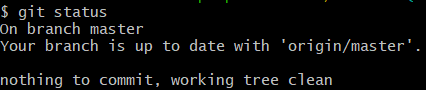 $ git status
On branch master
Your branch is up to date with 'origin/master'.

nothing to commit, working tree clean